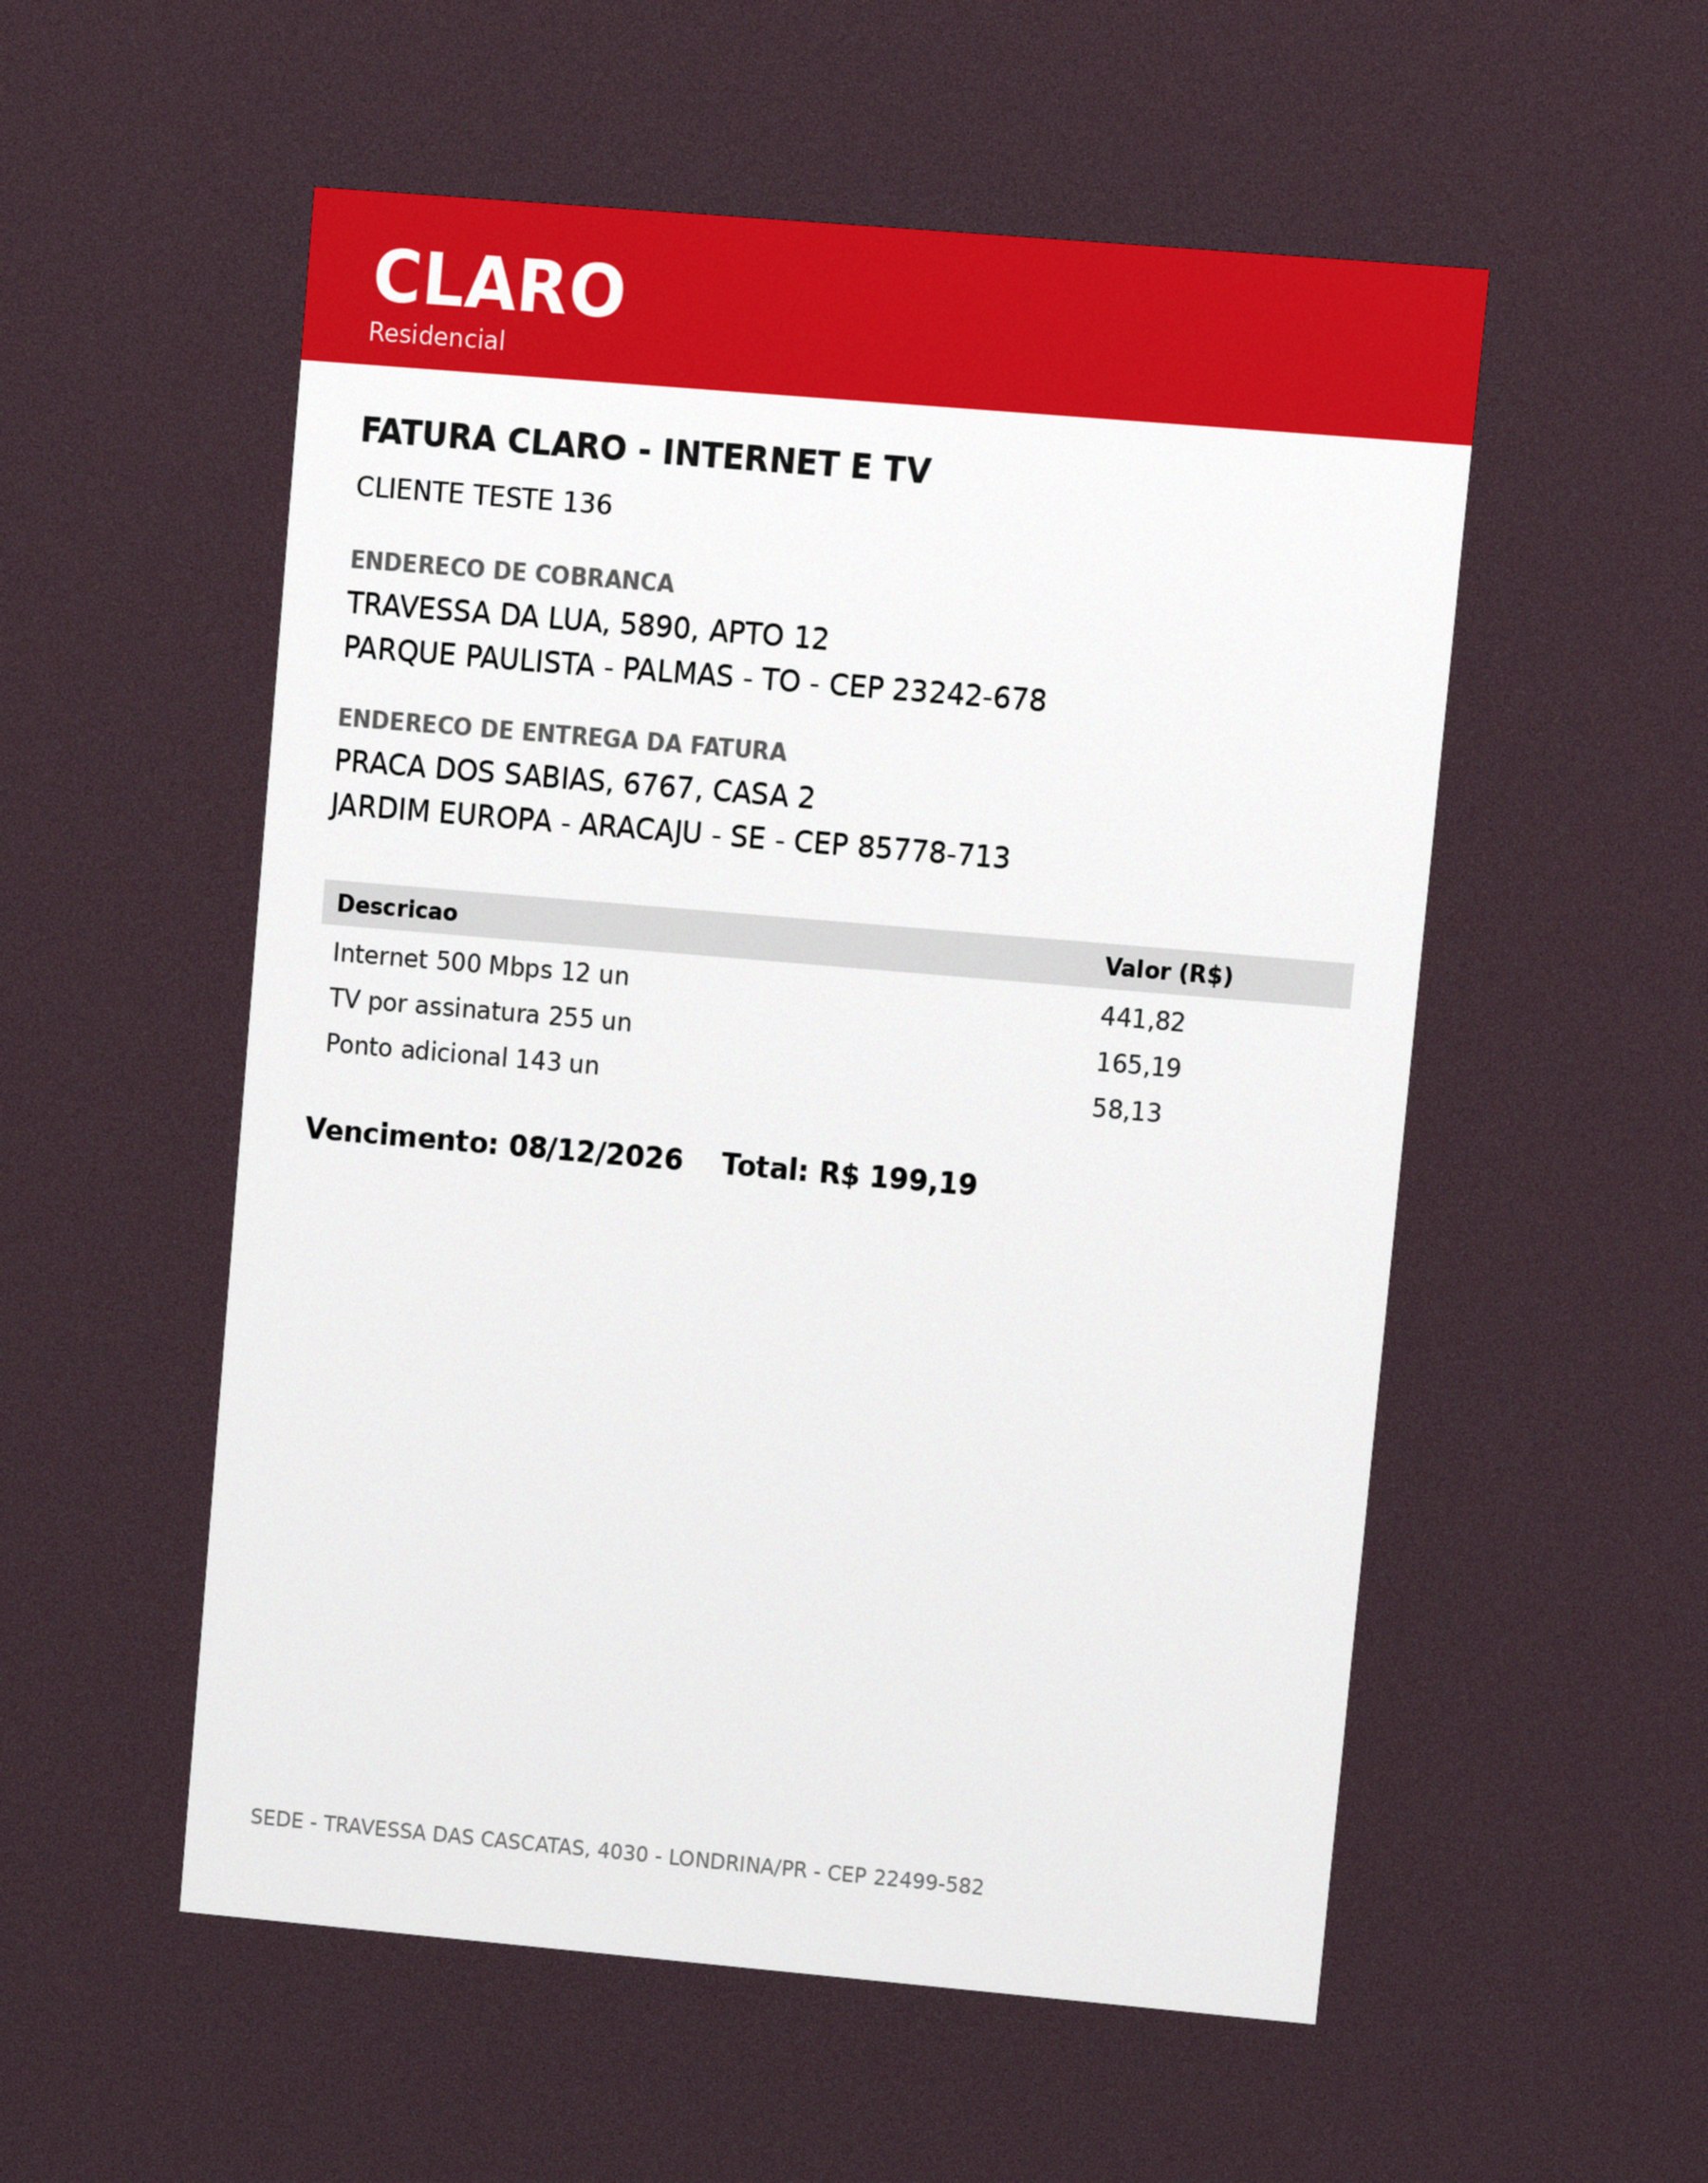 CLARO
Residencial
FATURA CLARO - INTERNET E TV
CLIENTE TESTE 136
ENDERECO DE COBRANCA
TRAVESSA DA LUA, 5890, APTO 12
PARQUE PAULISTA - PALMAS - TO - CEP 23242-678
ENDERECO DE ENTREGA DA FATURA
PRACA DOS SABIAS, 6767, CASA 2
JARDIM EUROPA - ARACAJU - SE - CEP 85778-713
Descricao Valor (R$)
Internet 500 Mbps 12 un 441,82
TV por assinatura 255 un 165,19
Ponto adicional 143 un 58,13
Vencimento: 08/12/2026 Total: R$ 199,19
SEDE - TRAVESSA DAS CASCATAS, 4030 - LONDRINA/PR - CEP 22499-582